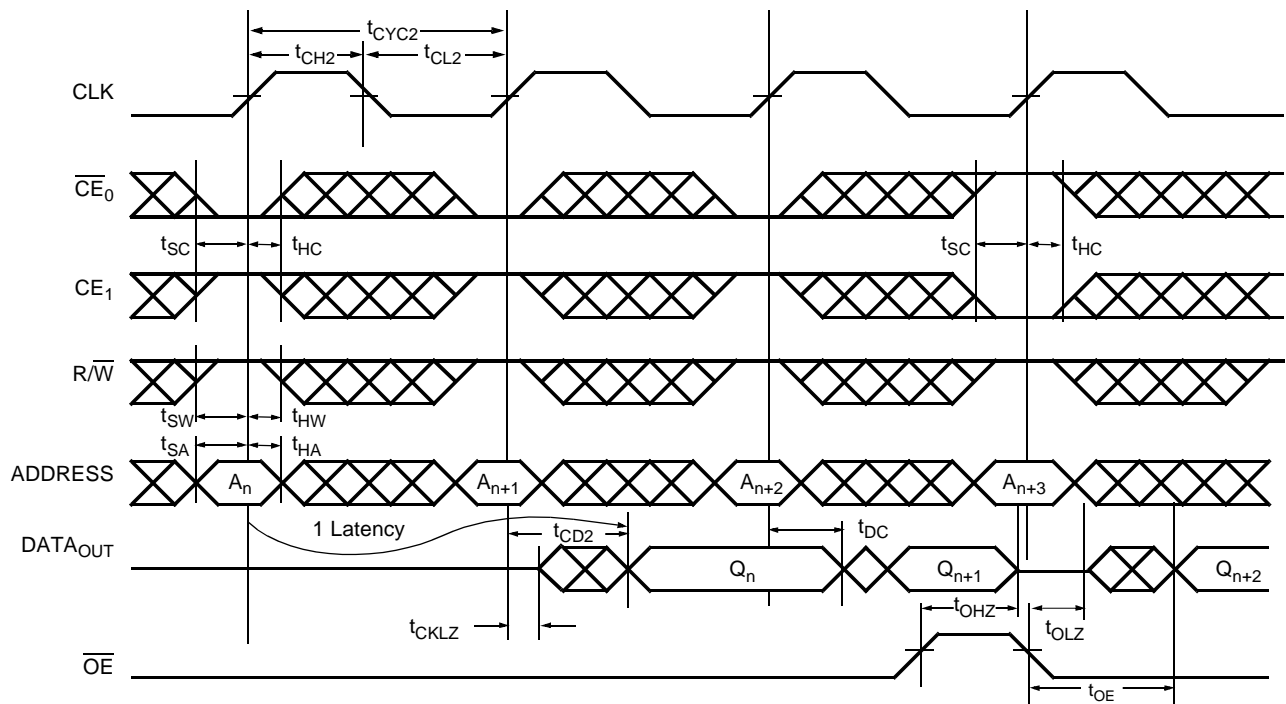 tCYC2
tCH2
tCL2
CLK
CE0
tSC
tHC
tSC
tHC
CE1
R/W
tSW
tHW
tSA
tHA
ADDRESS
An
An+1
An+2
An+3
1 Latency
tCD2
tDC
DATAOUT
Qn
Qn+1
Qn+2
tCKLZ
tOHZ
tOLZ
OE
tOE